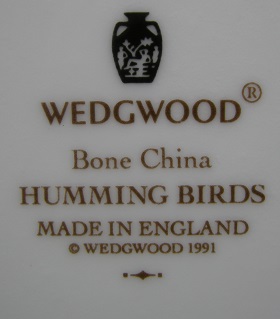 WEDGWOOD®
Bone China
HUMMING BIRDS
MADE IN ENGLAND
© WEDGWOOD 1991